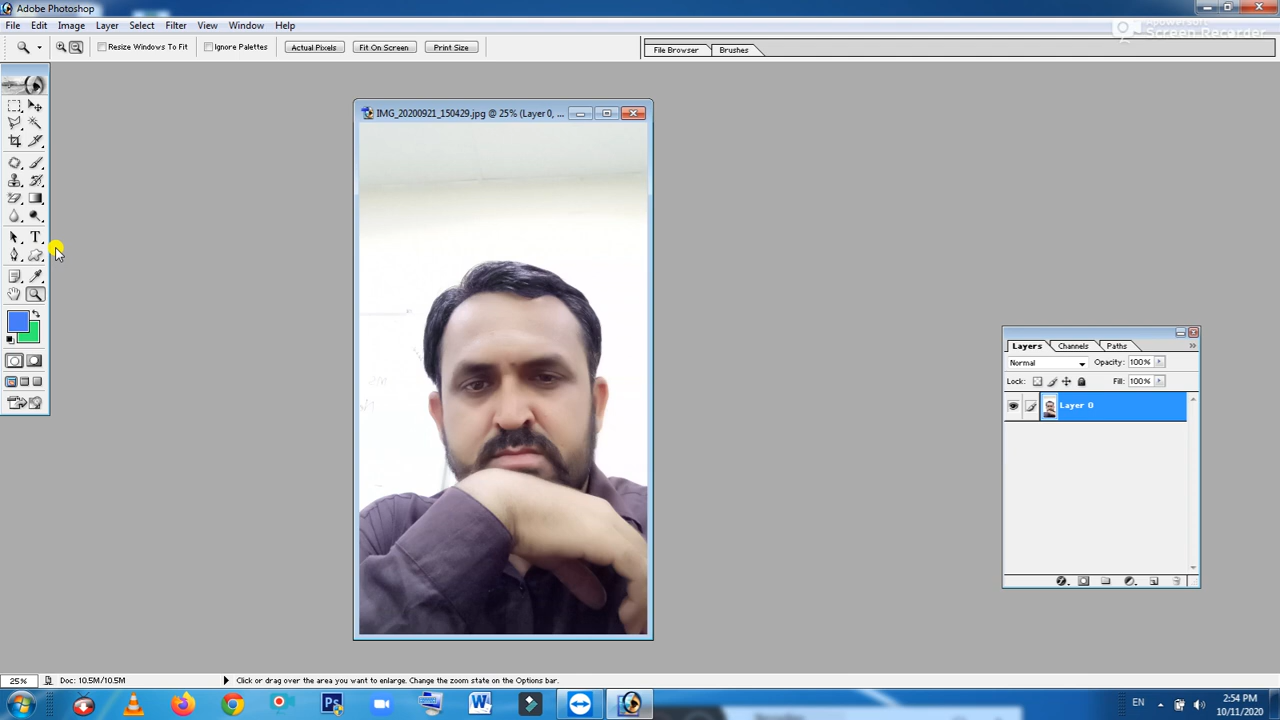 Adobe Photoshop
File Edit Image Layer Select Filter View Window Help
Resize Windows To Fit Ignore Palettes Actual Pixels Fit On Screen Print Size File Browser Brushes
Screen Recorder
IMG_20200921_150429.jpg @ 25% (Layer 0, ...
T
Layers Channels Paths
Normal Opacity: 100%
Lock: Fill: 100%
Layer 0
25% Doc: 10.5M/10.5M Click or drag over the area you want to enlarge. Change the zoom state on the Options bar.
Ps W EN 2:54 PM
10/11/2020